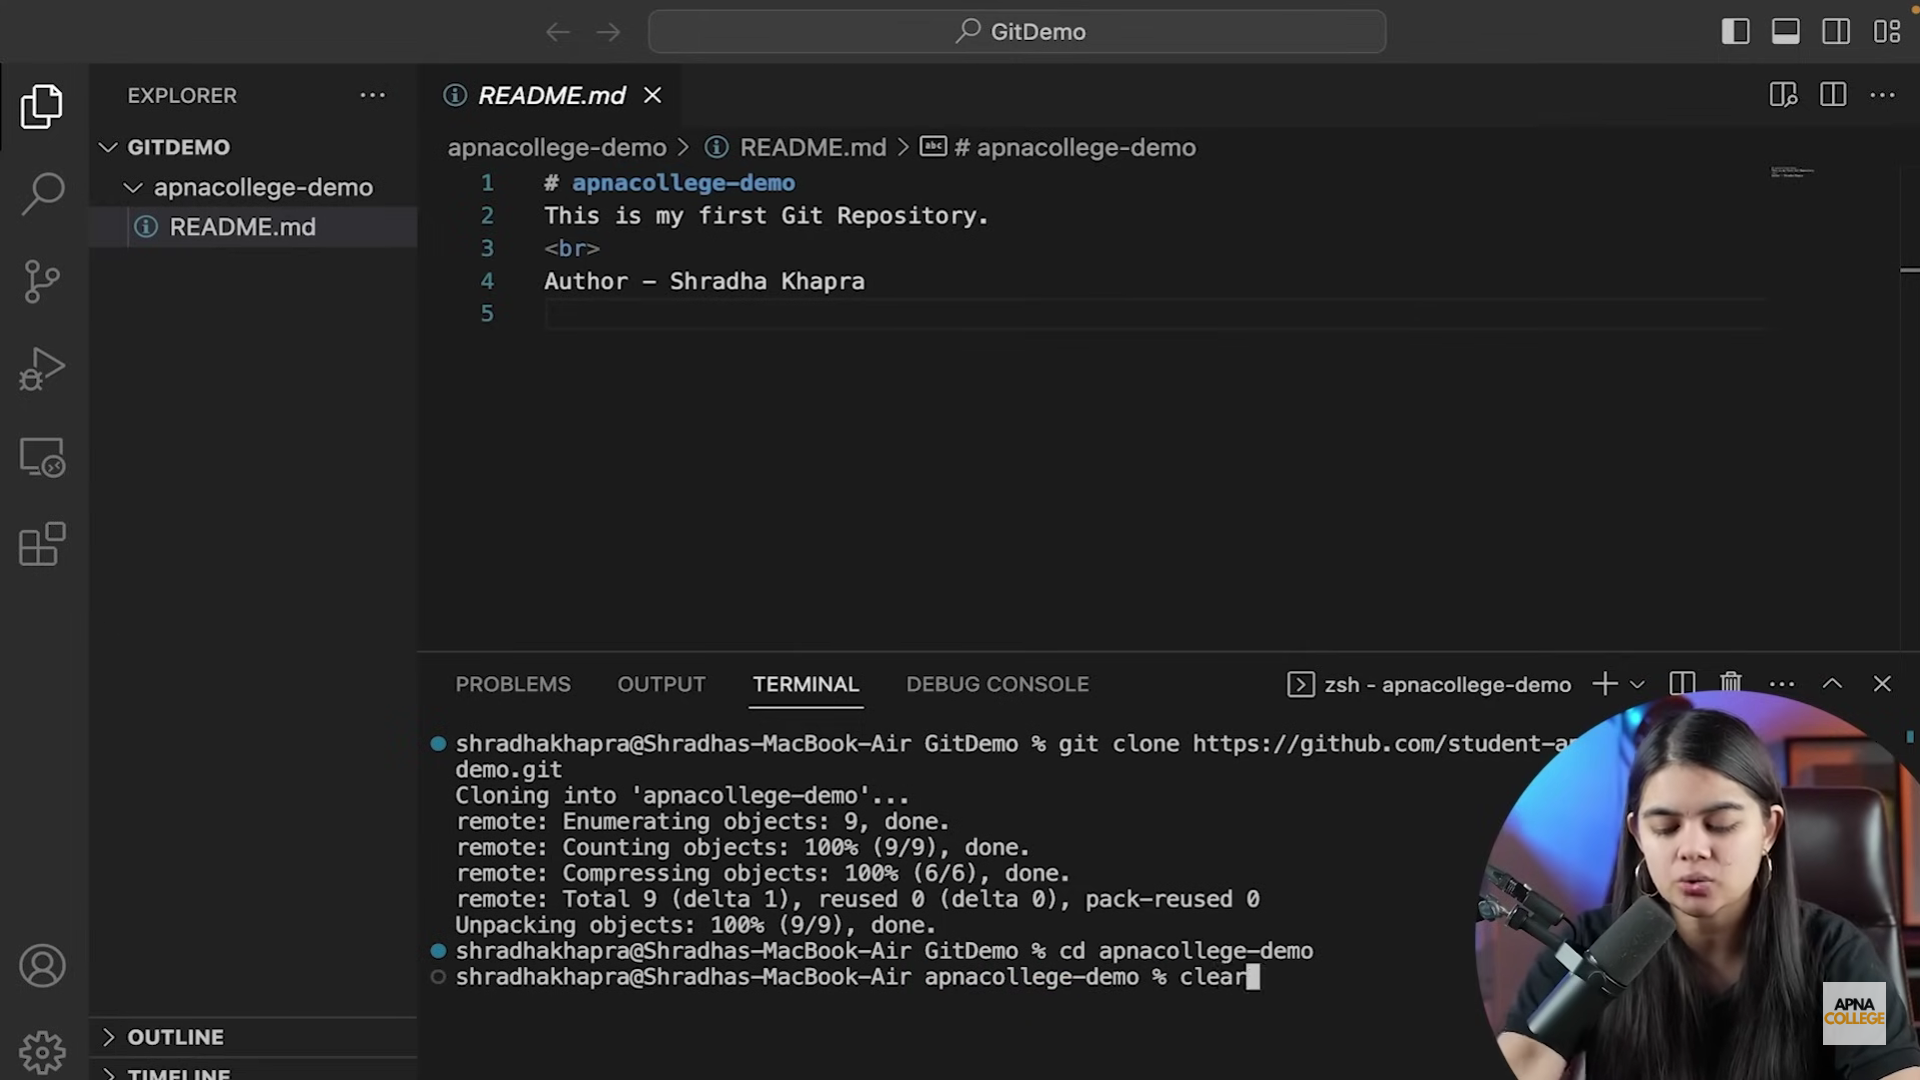 GitDemo
EXPLORER
README.md
GITDEMO
apnacollege-demo > README.md > # apnacollege-demo
apnacollege-demo
README.md
1 # apnacollege-demo
2 This is my first Git Repository.
3 <br>
4 Author - Shradha Khapra
5
PROBLEMS OUTPUT TERMINAL DEBUG CONSOLE zsh - apnacollege-demo
shradhakhapra@Shradhas-MacBook-Air GitDemo % git clone https://github.com/student-
demo.git
Cloning into 'apnacollege-demo'...
remote: Enumerating objects: 9, done.
remote: Counting objects: 100% (9/9), done.
remote: Compressing objects: 100% (6/6), done.
remote: Total 9 (delta 1), reused 0 (delta 0), pack-reused 0
Unpacking objects: 100% (9/9), done.
shradhakhapra@Shradhas-MacBook-Air GitDemo % cd apnacollege-demo
shradhakhapra@Shradhas-MacBook-Air apnacollege-demo % clear
OUTLINE
TIMELINE
APNA
COLLEGE